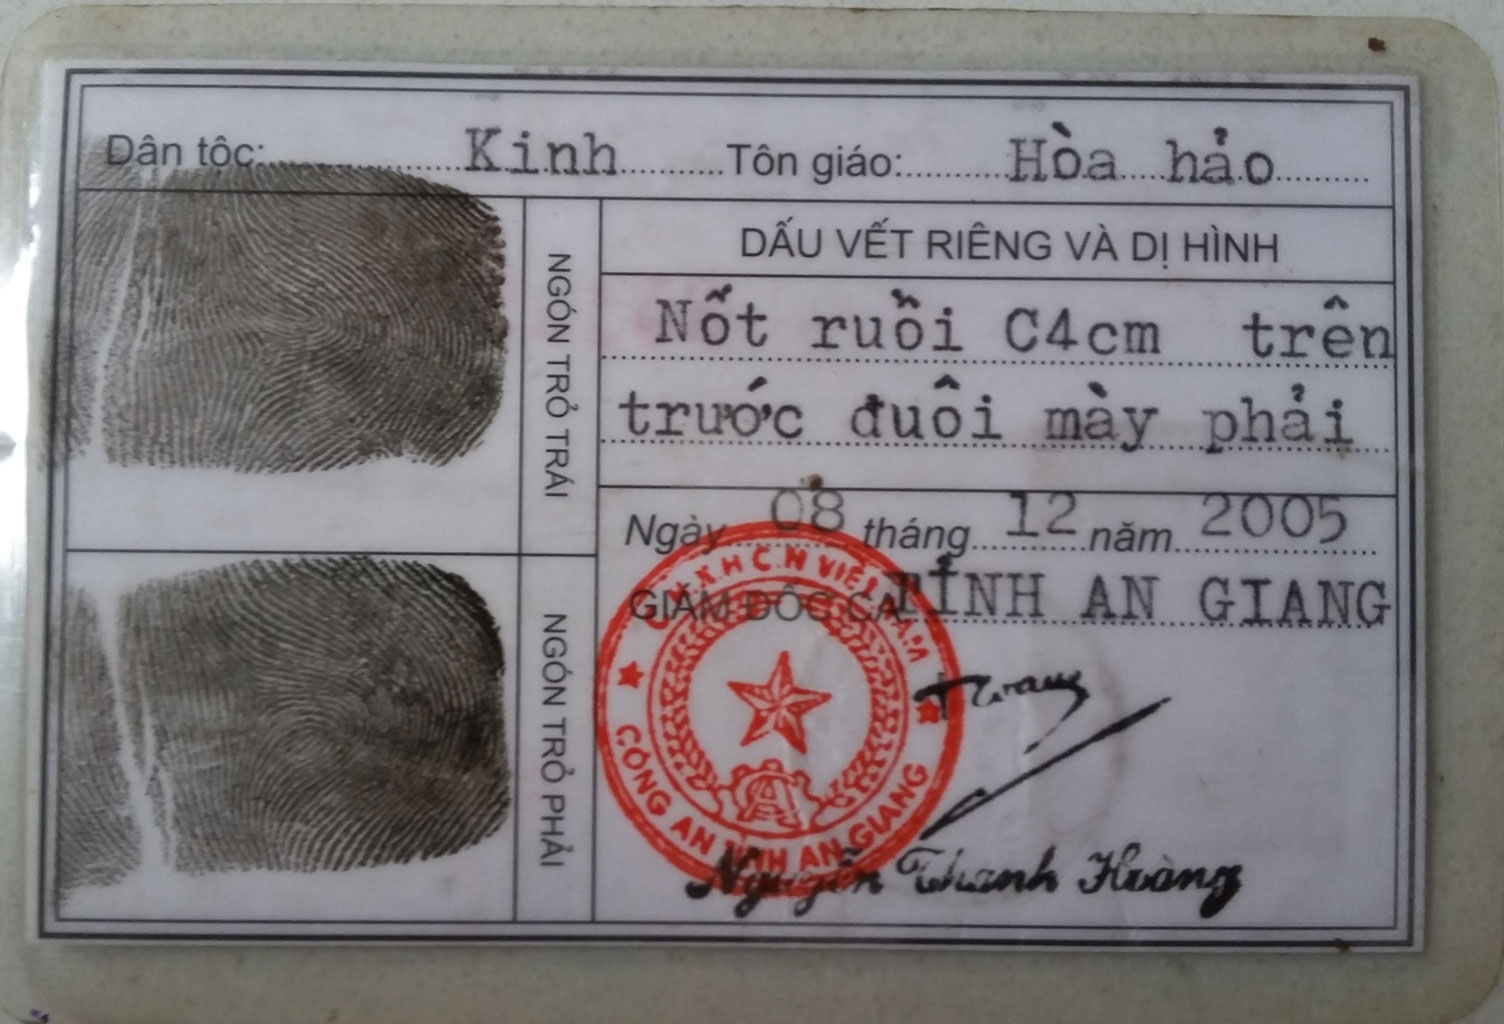 Dân tộc: Kinh Tôn giáo: Hòa hảo
NGÓN TRỎ TRÁI
DẤU VẾT RIÊNG VÀ DỊ HÌNH
Nốt ruồi C4cm trên
trước đuôi mày phải
NGÓN TRỎ PHẢI
Ngày 08 tháng 12 năm 2005
GIÁM ĐỐC CA TỈNH AN GIANG
C.H.X.H C.N VIỆT NAM
CÔNG AN TỈNH AN GIANG
Nguyễn Thanh Hoàng